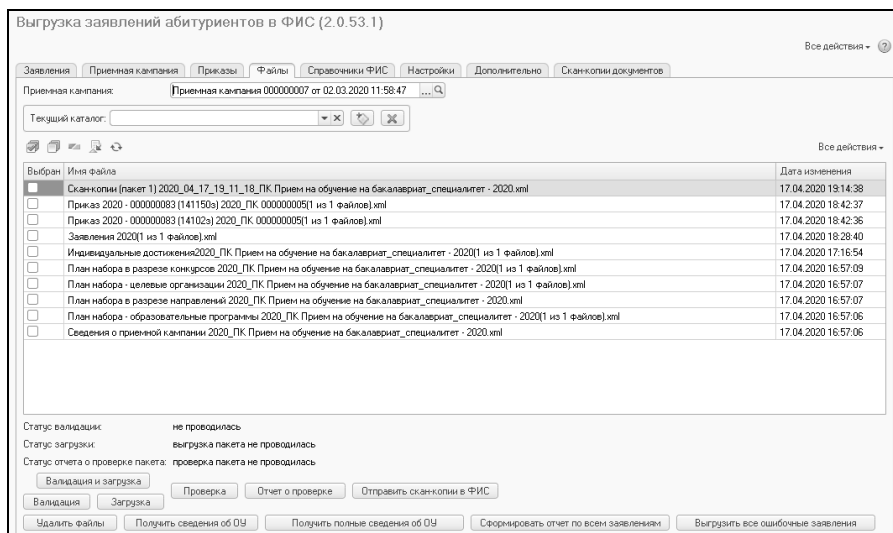 Выгрузка заявлений абитуриентов в ФИС (2.0.53.1)
Все действия
Заявления Приемная кампания Приказы Файлы Справочники ФИС Настройки Дополнительно Скан-копии документов
Приемная кампания: Приемная кампания 000000007 от 02.03.2020 11:58:47 ...
Текущий каталог:
Все действия
Выбран Имя файла Дата изменения
Скан-копии (пакет 1) 2020_04_17_19_11_18_ПК Прием на обучение на бакалавриат_специалитет - 2020.xml 17.04.2020 19:14:38
Приказ 2020 - 000000083 (141150з) 2020_ПК 000000005(1 из 1 файлов).xml 17.04.2020 18:42:37
Приказ 2020 - 000000083 (14102з) 2020_ПК 000000005(1 из 1 файлов).xml 17.04.2020 18:42:36
Заявления 2020(1 из 1 файлов).xml 17.04.2020 18:28:40
Индивидуальные достижения2020_ПК Прием на обучение на бакалавриат_специалитет - 2020(1 из 1 файлов).xml 17.04.2020 17:16:54
План набора в разрезе конкурсов 2020_ПК Прием на обучение на бакалавриат_специалитет - 2020(1 из 1 файлов).xml 17.04.2020 16:57:09
План набора - целевые организации 2020_ПК Прием на обучение на бакалавриат_специалитет - 2020(1 из 1 файлов).xml 17.04.2020 16:57:07
План набора в разрезе направлений 2020_ПК Прием на обучение на бакалавриат_специалитет - 2020.xml 17.04.2020 16:57:07
План набора - образовательные программы 2020_ПК Прием на обучение на бакалавриат_специалитет - 2020(1 из 1 файлов).xml 17.04.2020 16:57:06
Сведения о приемной кампании 2020_ПК Прием на обучение на бакалавриат_специалитет - 2020.xml 17.04.2020 16:57:06
Статус валидации: не проводилась
Статус загрузки: выгрузка пакета не проводилась
Статус отчета о проверке пакета: проверка пакета не проводилась
Валидация и загрузка
Валидация Загрузка Проверка Отчет о проверке Отправить скан-копии в ФИС
Удалить файлы Получить сведения об ОУ Получить полные сведения об ОУ Сформировать отчет по всем заявлениям Выгрузить все ошибочные заявления